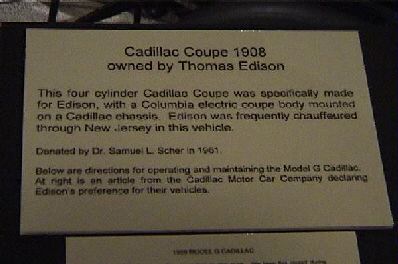 Cadillac Coupe 1908
owned by Thomas Edison
This four cylinder Cadillac Coupe was specifically made
for Edison, with a Columbia electric coupe body mounted
on a Cadillac chassis. Edison was frequently chauffeured
through New Jersey in this vehicle.
Donated by Dr. Samuel L. Scher in 1961.
Below are directions for operating and maintaining the Model G Cadillac.
At right is an article from the Cadillac Motor Car Company declaring
Edison's preference for their vehicles.
MODEL G CADILLAC